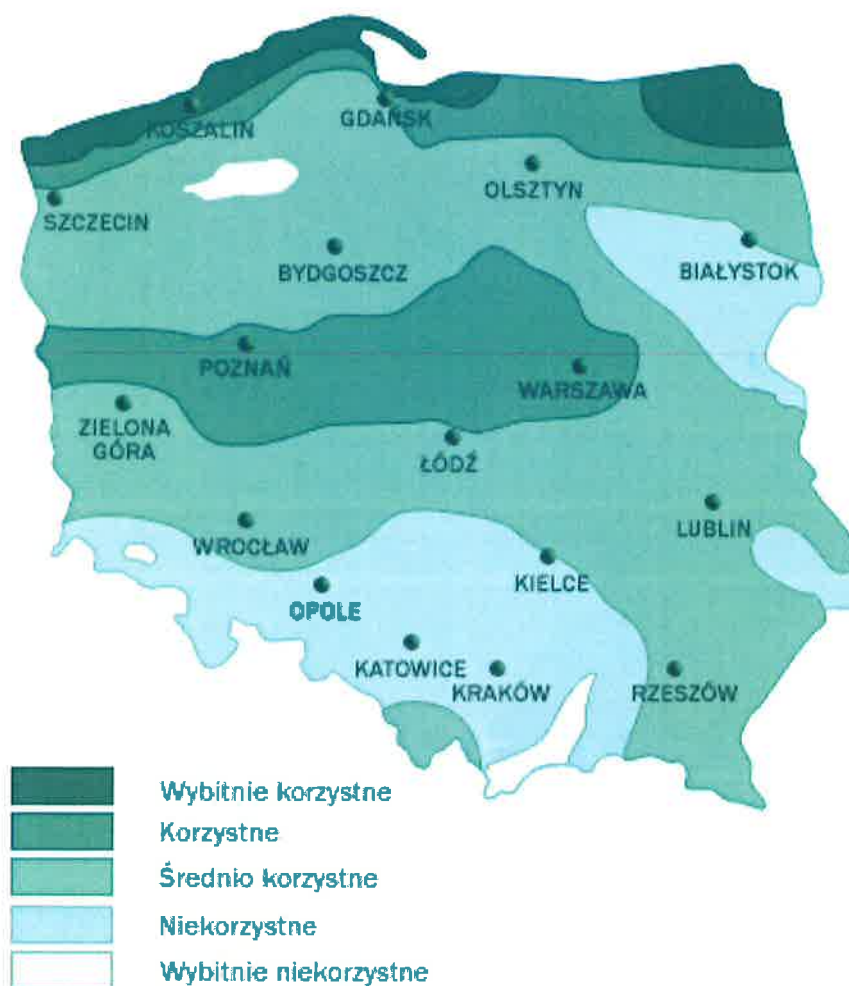 KOSZALIN
GDAŃSK
OLSZTYN
SZCZECIN
BYDGOSZCZ
BIAŁYSTOK
POZNAŃ
WARSZAWA
ZIELONA
GÓRA
ŁÓDŹ
LUBLIN
WROCŁAW
KIELCE
OPOLE
KATOWICE
KRAKÓW
RZESZÓW
Wybitnie korzystne
Korzystne
Średnio korzystne
Niekorzystne
Wybitnie niekorzystne